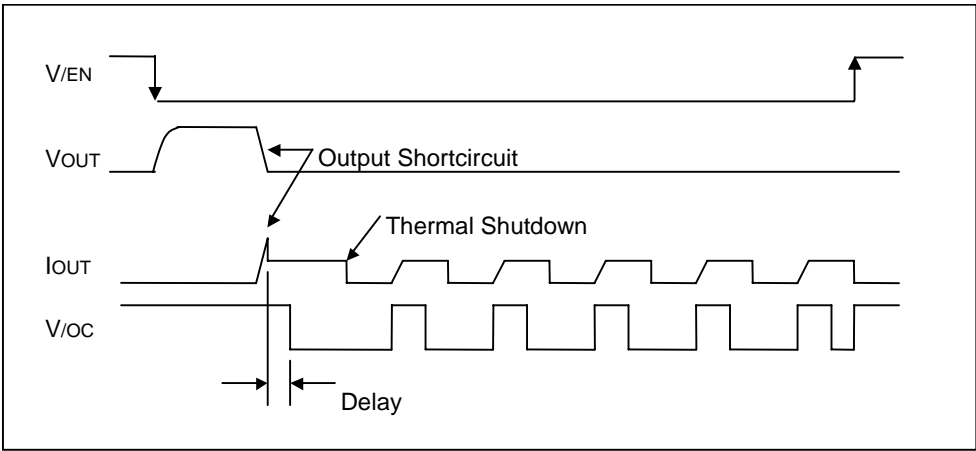 V/EN
VOUT
Output Shortcircuit
Thermal Shutdown
IOUT
V/OC
Delay